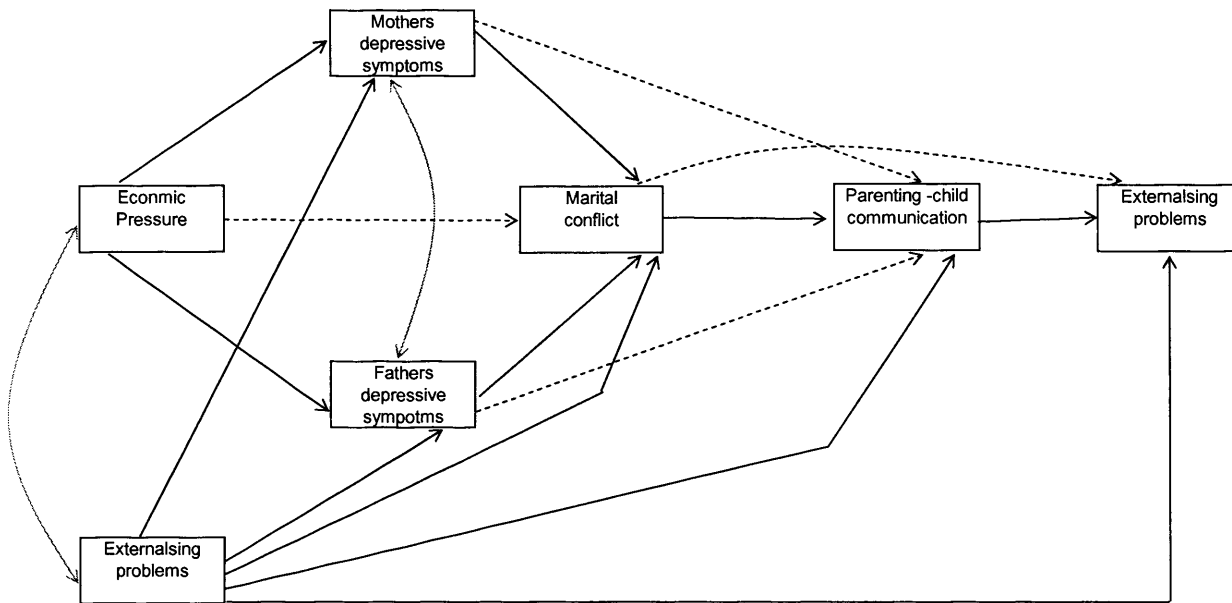 Mothers
depressive
symptoms
Econmic
Pressure
Marital
conflict
Parenting -child
communication
Externalsing
problems
Fathers
depressive
sympotms
Externalsing
problems